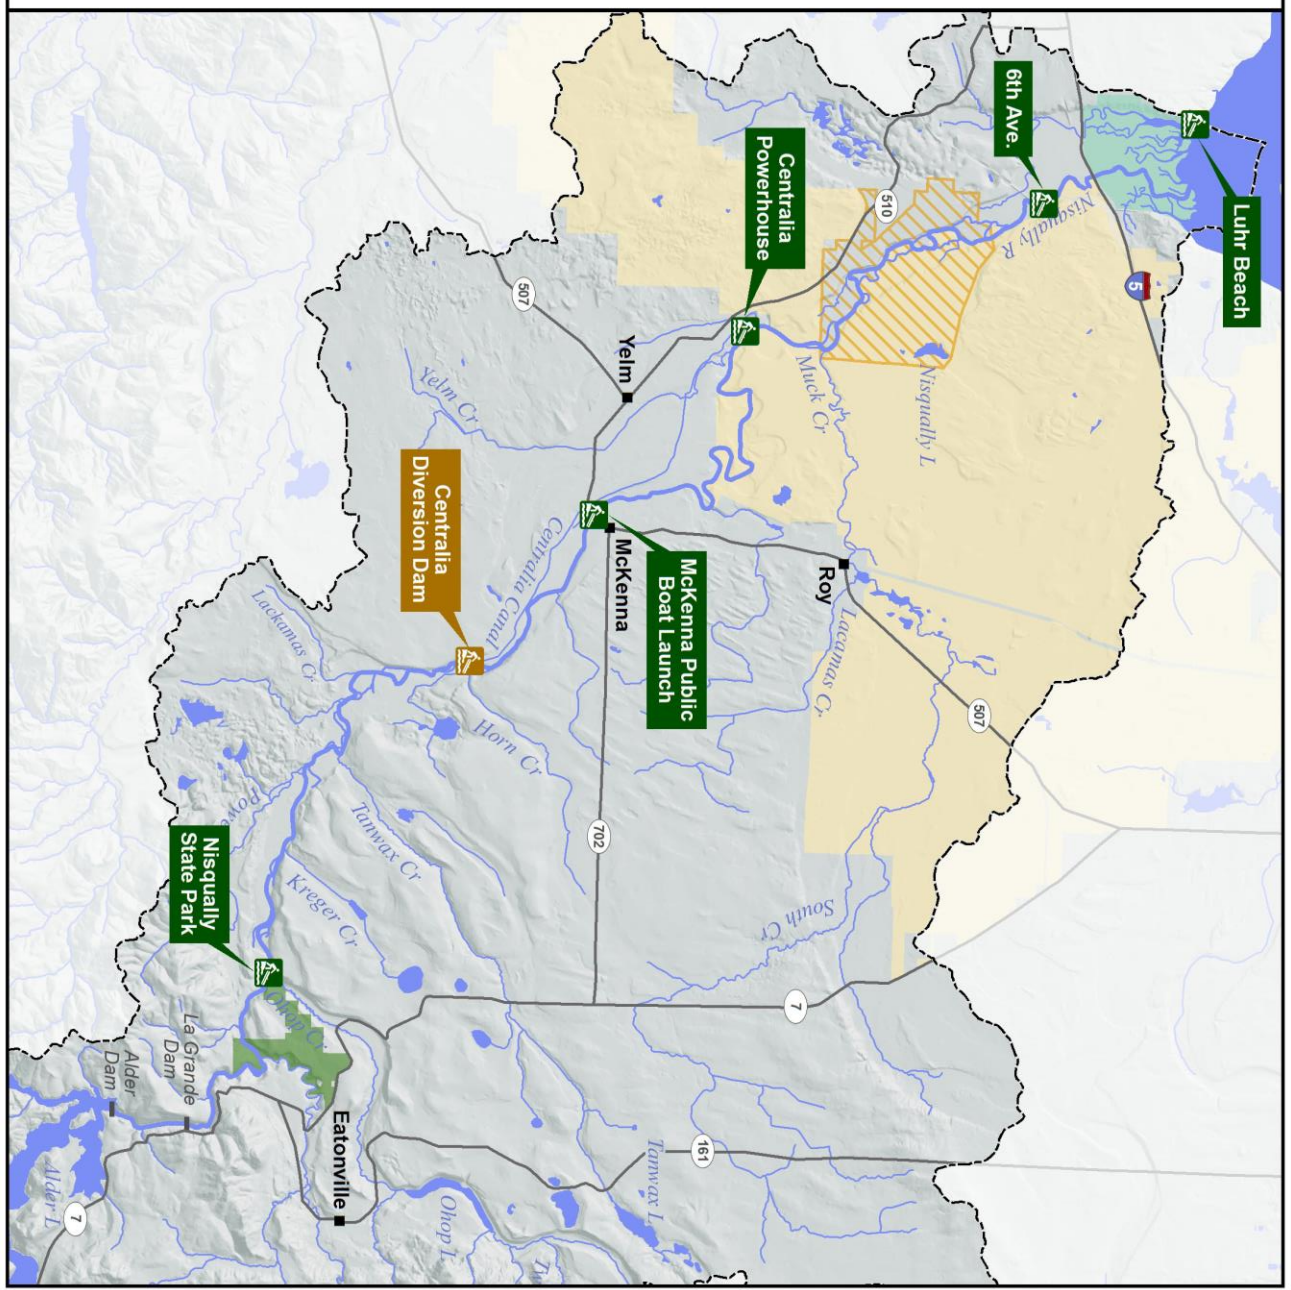 Luhr Beach
5
6th Ave.
Nisqually R
507
Nisqually L
510
Muck Cr
Lacamas Cr.
Roy
South Cr
7
Centralia
Powerhouse
161
McKenna Public
Boat Launch
Tanwax L
Yelm
McKenna
702
Centralia Canal
507
Horn Cr
Yelm Cr
Ohop L
Centralia
Diversion Dam
Tanwax Cr
Eatonville
Kreger Cr
Lackamas Cr
Ohop Cr.
Powe
Nisqually
State Park
La Grande
Dam
Alder
Dam
7
Alder L